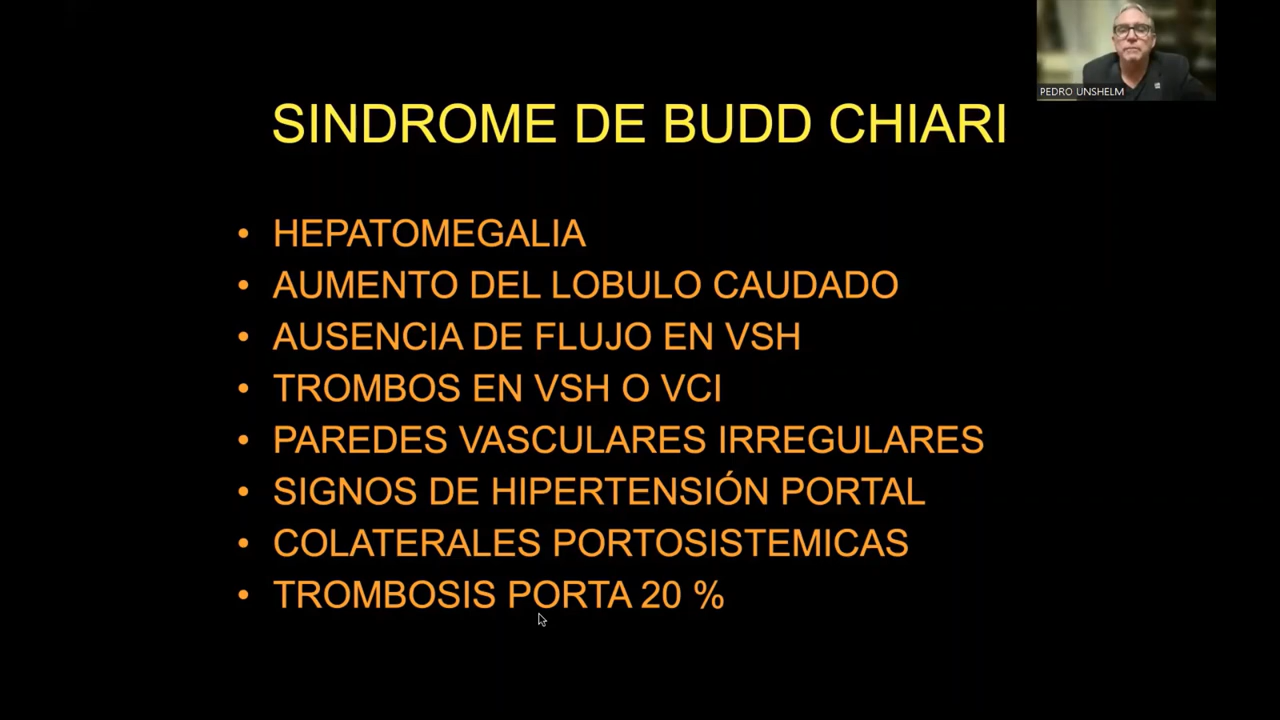 PEDRO UNSHELM
SINDROME DE BUDD CHIARI
• HEPATOMEGALIA
• AUMENTO DEL LOBULO CAUDADO
• AUSENCIA DE FLUJO EN VSH
• TROMBOS EN VSH O VCI
• PAREDES VASCULARES IRREGULARES
• SIGNOS DE HIPERTENSIÓN PORTAL
• COLATERALES PORTOSISTEMICAS
• TROMBOSIS PORTA 20 %